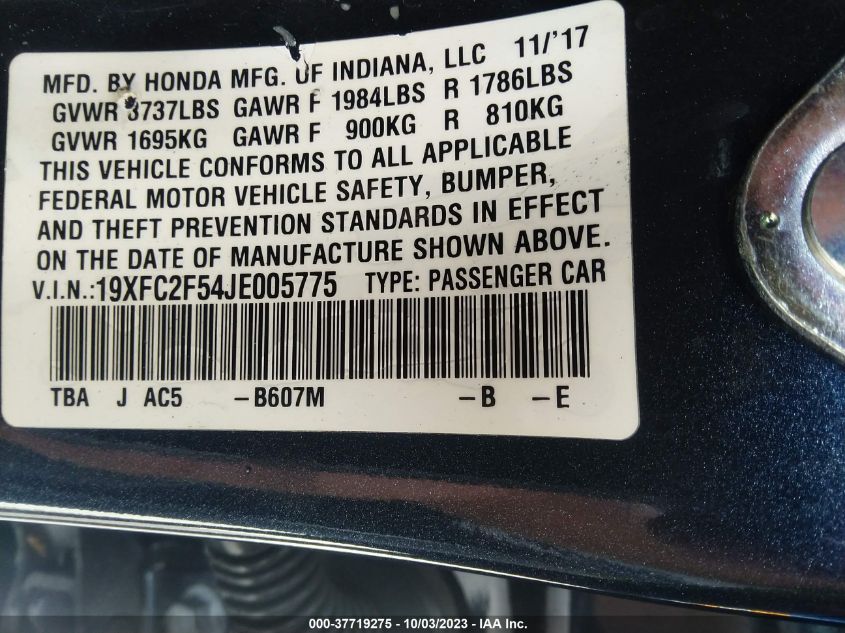 MFD. BY HONDA MFG. OF INDIANA, LLC 11/'17
GVWR 3737LBS GAWR F 1984LBS R 1786LBS
GVWR 1695KG GAWR F 900KG R 810KG
THIS VEHICLE CONFORMS TO ALL APPLICABLE
FEDERAL MOTOR VEHICLE SAFETY, BUMPER,
AND THEFT PREVENTION STANDARDS IN EFFECT
ON THE DATE OF MANUFACTURE SHOWN ABOVE.
V.I.N.:19XFC2F54JE005775 TYPE: PASSENGER CAR
TBA J AC5 -B607M -B -E
000-37719275 - 10/03/2023 - IAA Inc.